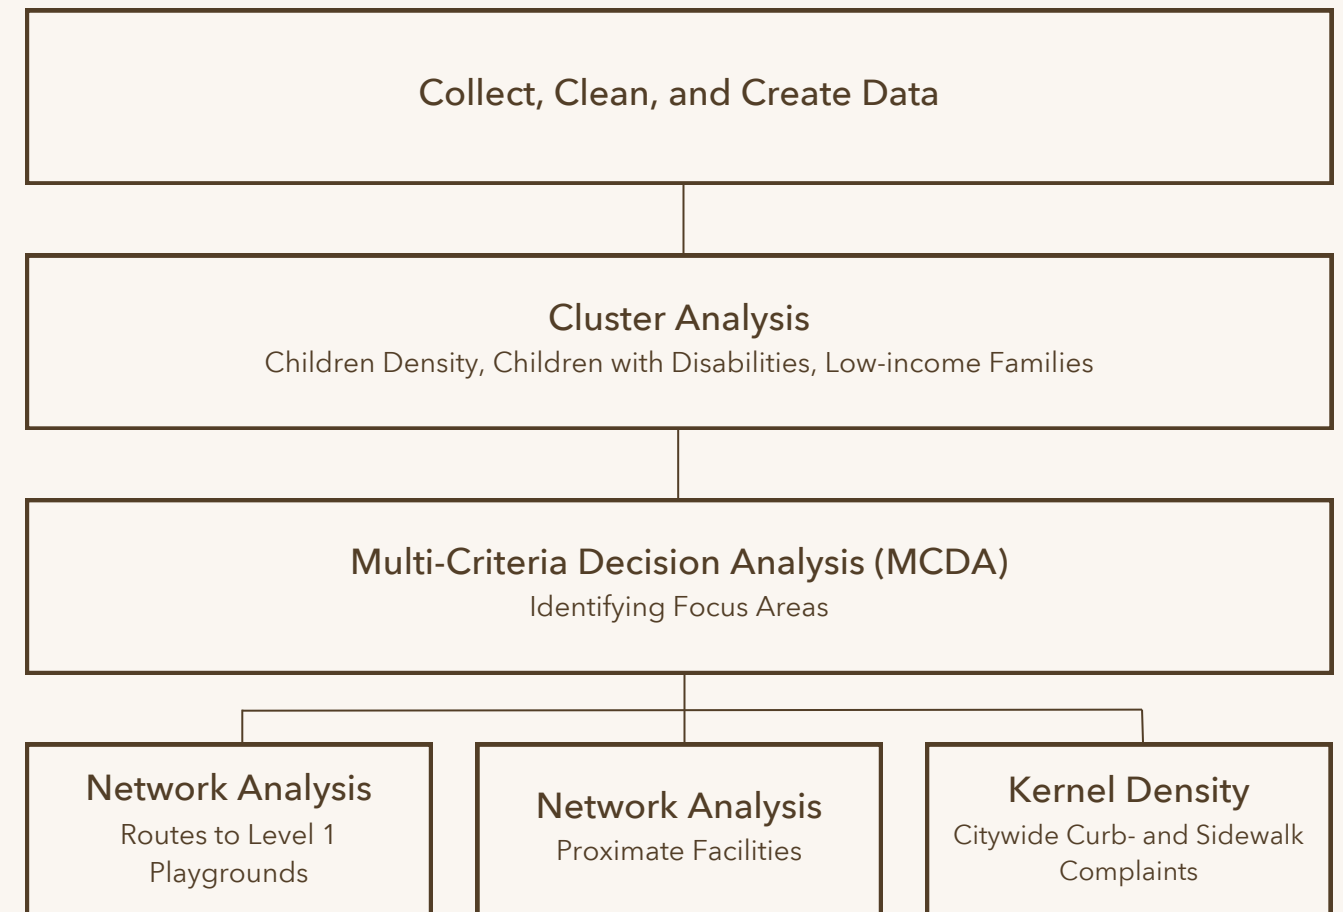 Collect, Clean, and Create Data
Cluster Analysis
Children Density, Children with Disabilities, Low-income Families
Multi-Criteria Decision Analysis (MCDA)
Identifying Focus Areas
Network Analysis
Routes to Level 1
Playgrounds
Network Analysis
Proximate Facilities
Kernel Density
Citywide Curb- and Sidewalk
Complaints